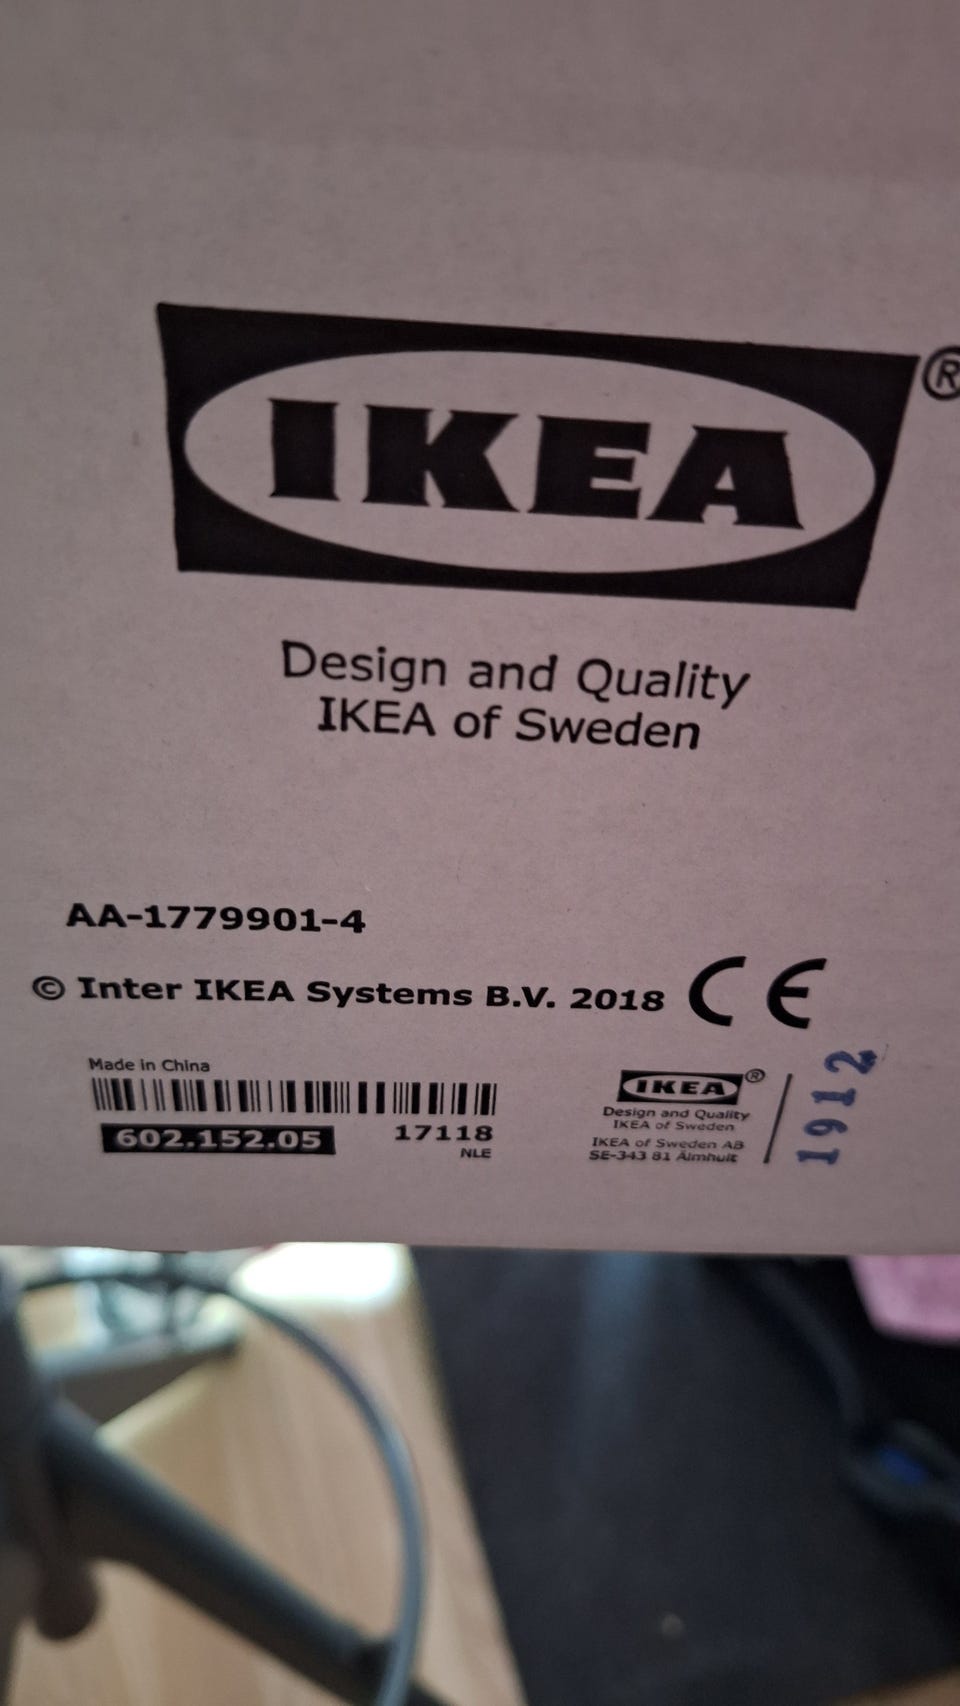 IKEA®
Design and Quality
IKEA of Sweden
AA-1779901-4
© Inter IKEA Systems B.V. 2018 CE
Made in China
602.152.05
17118
NLE
IKEA®
Design and Quality
IKEA of Sweden
IKEA of Sweden AB
SE-343 81 Älmhult
1912